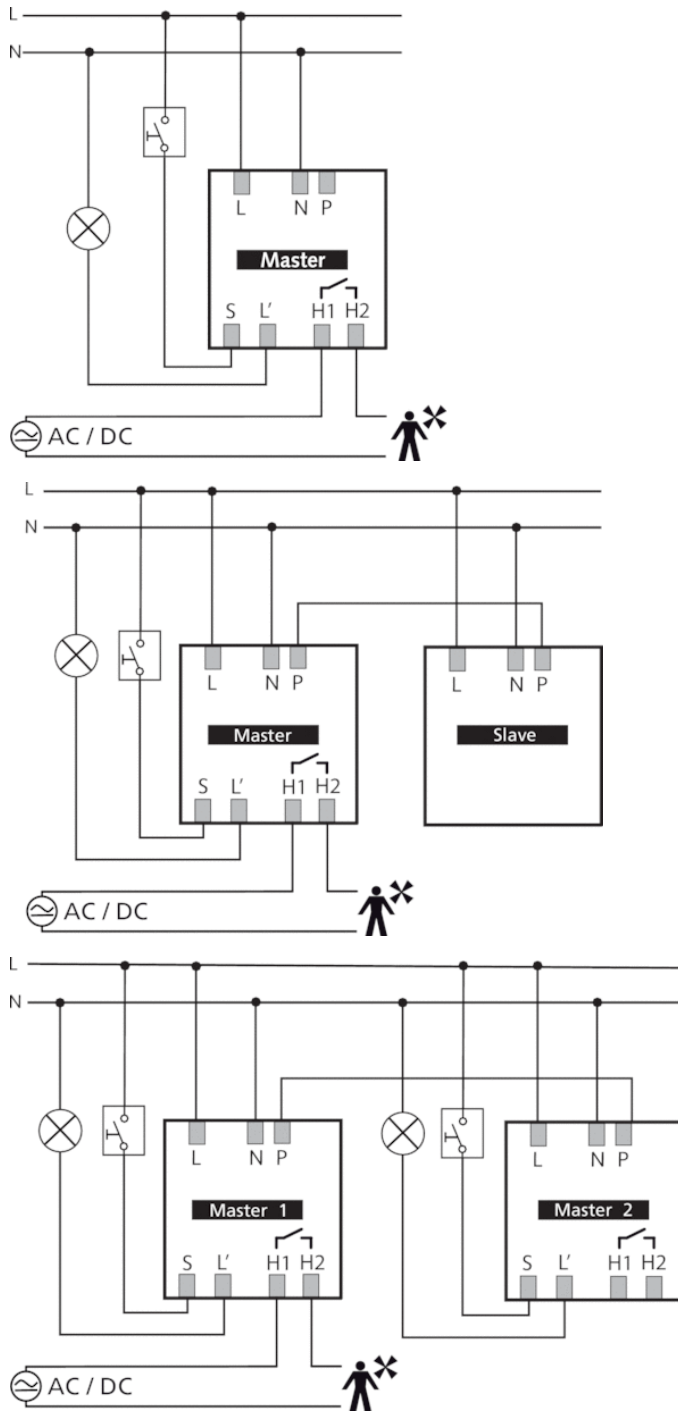 L
N
L N P
Master
S L' H1 H2
AC / DC
L
N
L N P L N P
Master Slave
S L' H1 H2
AC / DC
L
N
L N P L N P
Master 1 Master 2
S L' H1 H2 S L' H1 H2
AC / DC